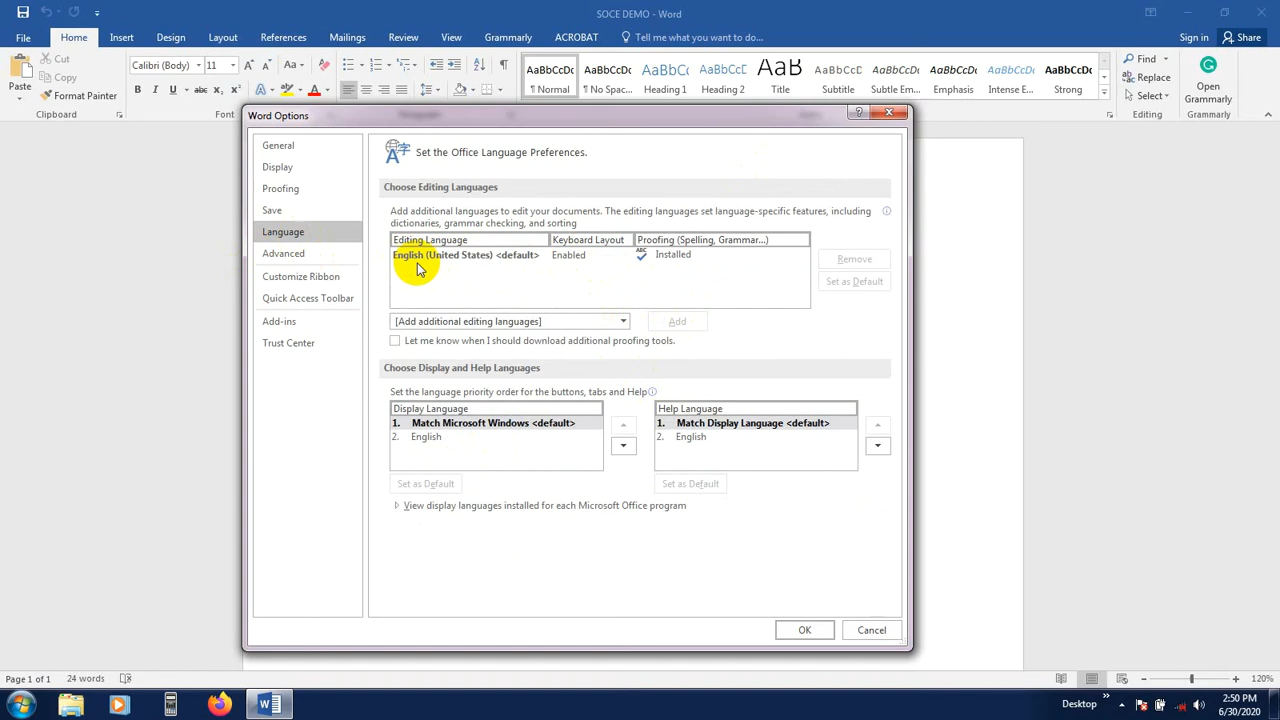 SOCE DEMO - Word
File Home Insert Design Layout References Mailings Review View Grammarly ACROBAT Tell me what you want to do... Sign in Share
Paste
Cut
Copy
Format Painter
Clipboard
Calibri (Body) 11
Font
AaBbCcDc AaBbCcDc AaBbCc AaBbCcC AaB AaBbCcD AaBbCcDc AaBbCcDc AaBbCcDc AaBbCcDc
¶ Normal ¶ No Spac... Heading 1 Heading 2 Title Subtitle Subtle Em... Emphasis Intense E... Strong
Find
Replace
Select
Editing
Open
Grammarly
Grammarly
Word Options
General
Display
Proofing
Save
Language
Advanced
Customize Ribbon
Quick Access Toolbar
Add-ins
Trust Center
Set the Office Language Preferences.
Choose Editing Languages
Add additional languages to edit your documents. The editing languages set language-specific features, including
dictionaries, grammar checking, and sorting
Editing Language Keyboard Layout Proofing (Spelling, Grammar...)
English (United States) <default> Enabled Installed
Remove
Set as Default
[Add additional editing languages] Add
Let me know when I should download additional proofing tools.
Choose Display and Help Languages
Set the language priority order for the buttons, tabs and Help
Display Language
1. Match Microsoft Windows <default>
2. English
Set as Default
Help Language
1. Match Display Language <default>
2. English
Set as Default
View display languages installed for each Microsoft Office program
OK Cancel
Page 1 of 1 24 words 120%
Desktop
2:50 PM
6/30/2020